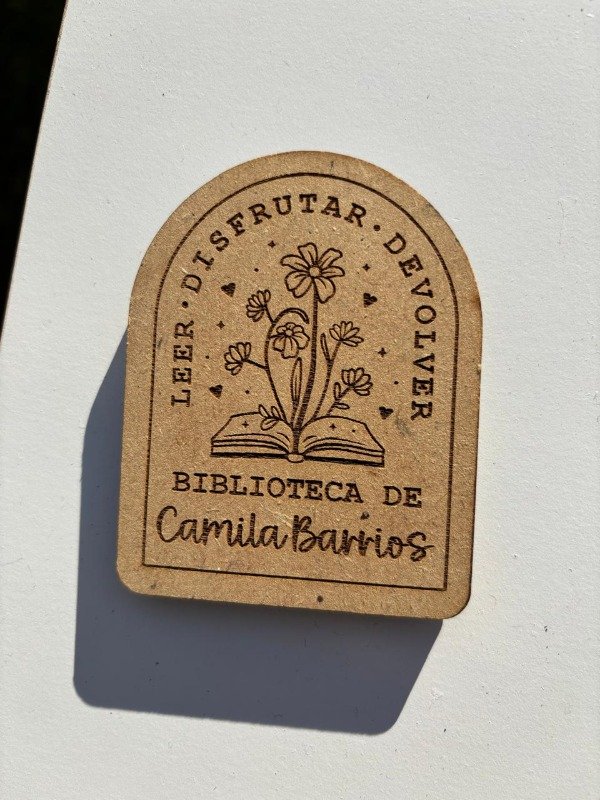 LEER · DISFRUTAR · DEVOLVER
BIBLIOTECA DE
Camila Barrios